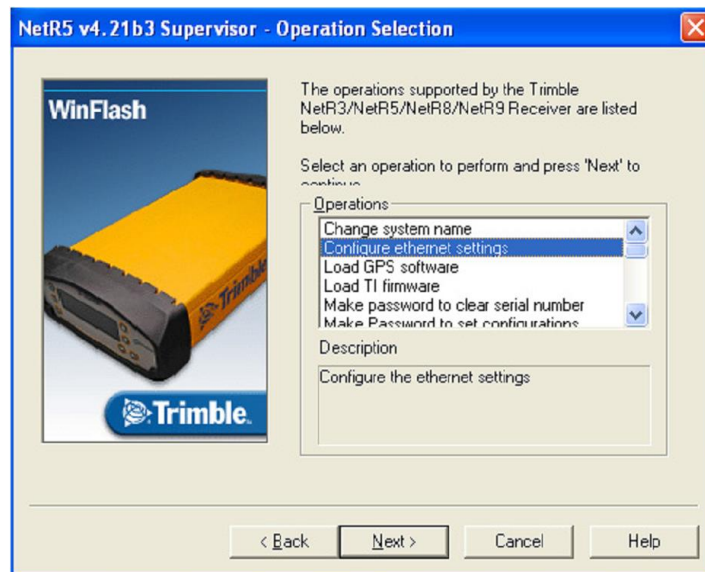 NetR5 v4.21b3 Supervisor - Operation Selection
WinFlash
Trimble
Trimble.
The operations supported by the Trimble
NetR3/NetR5/NetR8/NetR9 Receiver are listed
below.
Select an operation to perform and press 'Next' to
continue.
Operations
Change system name
Configure ethernet settings
Load GPS software
Load TI firmware
Make password to clear serial number
Make Password to set configurations
Description
Configure the ethernet settings
< Back
Next >
Cancel
Help